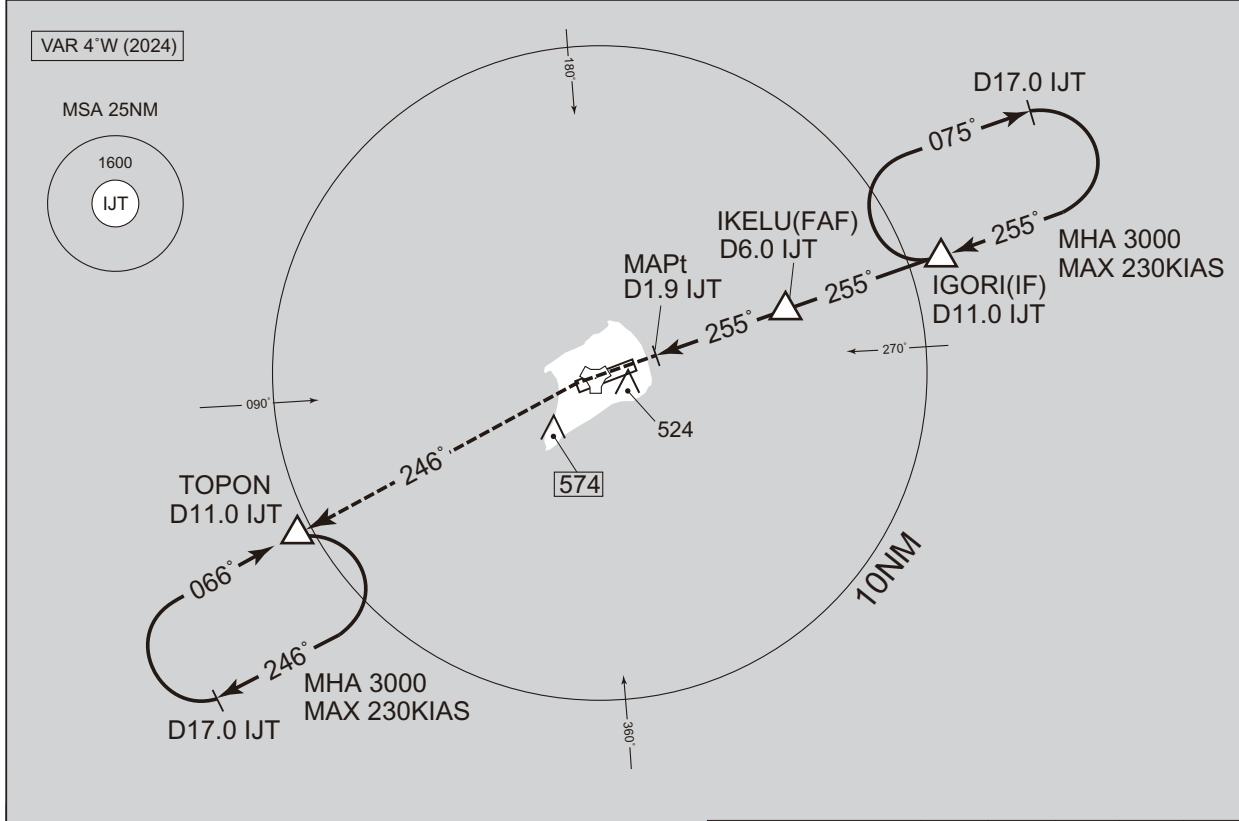 VAR 4°W (2024)
MSA 25NM
1600
IJT
180°
D17.0 IJT
075°
255°
MHA 3000
MAX 230KIAS
IKELU(FAF)
D6.0 IJT
MAPt
D1.9 IJT
255°
255°
IGORI(IF)
D11.0 IJT
270°
090°
524
574
246°
TOPON
D11.0 IJT
10NM
066°
246°
MHA 3000
MAX 230KIAS
D17.0 IJT
360°